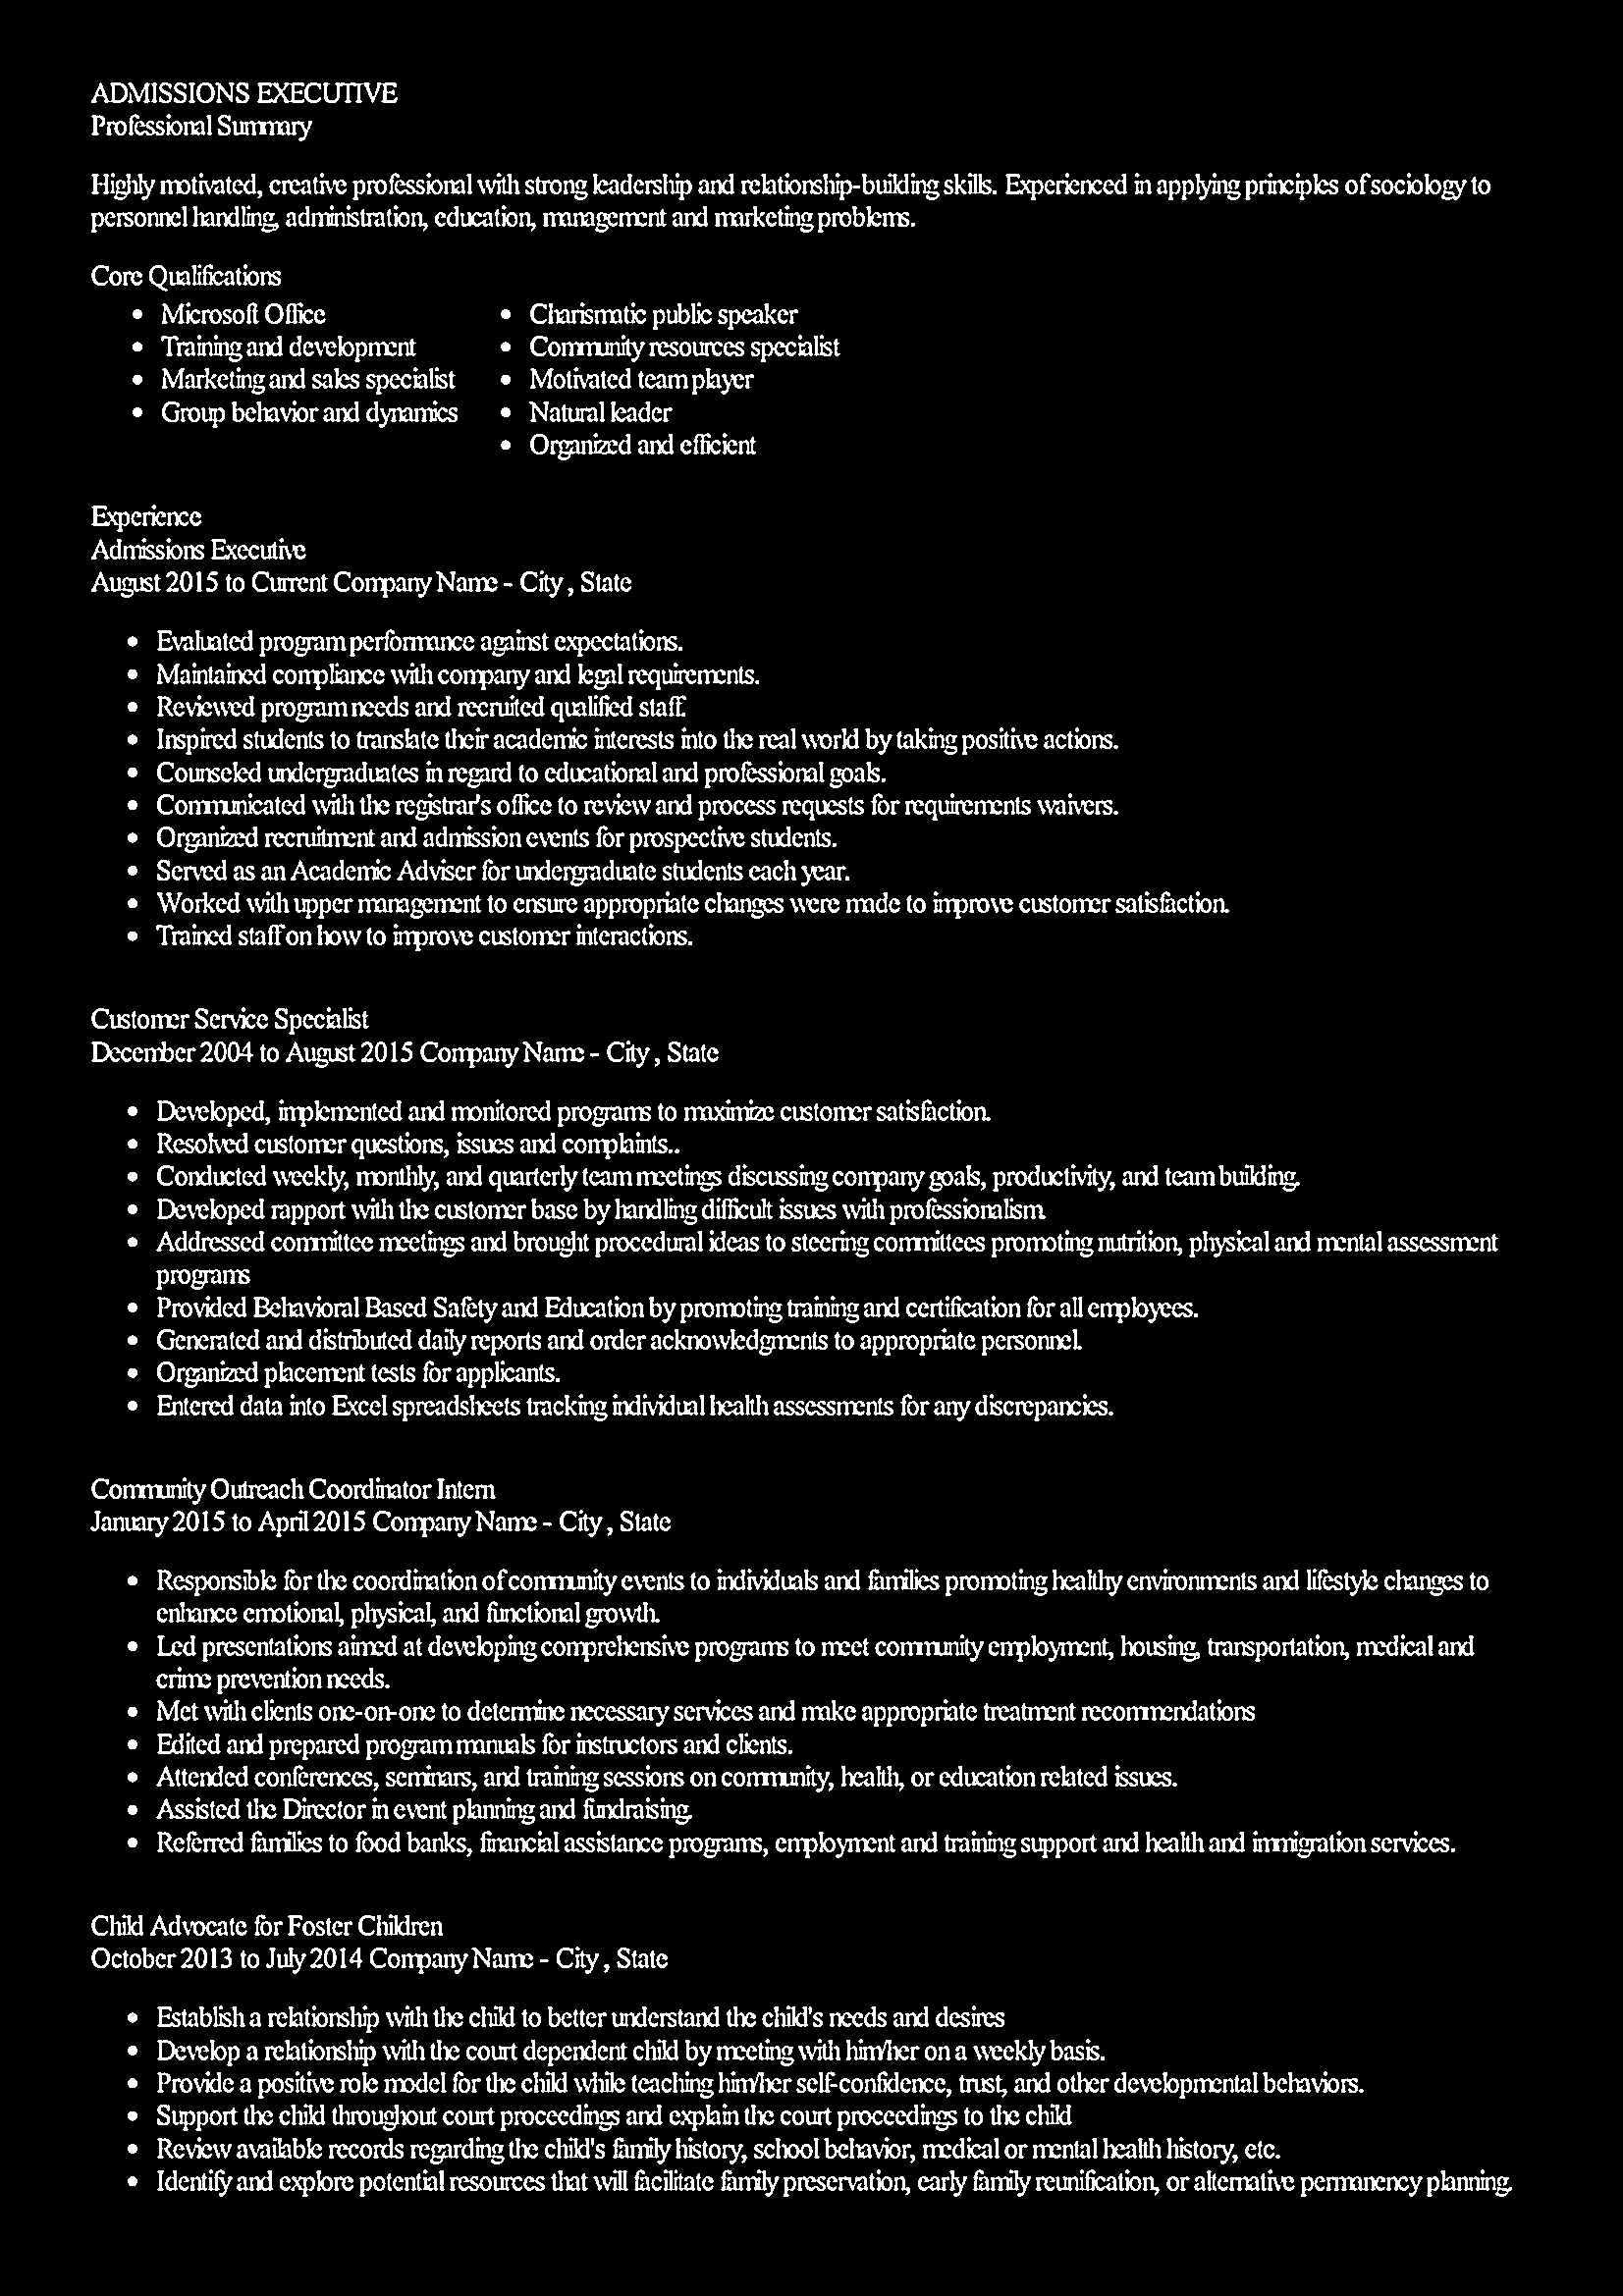 ADMISSIONS EXECUTIVE
Professional Summary
Highly motivated, creative professional with strong leadership and relationship-building skills. Experienced in applying principles of sociology to
personnel handling, administration, education, management and marketing problems.
Core Qualifications
• Microsoft Office
• Training and development
• Marketing and sales specialist
• Group behavior and dynamics
• Charismatic public speaker
• Community resources specialist
• Motivated team player
• Natural leader
• Organized and efficient
Experience
Admissions Executive
August 2015 to Current Company Name - City , State
• Evaluated program performance against expectations.
• Maintained compliance with company and legal requirements.
• Reviewed program needs and recruited qualified staff.
• Inspired students to translate their academic interests into the real world by taking positive actions.
• Counseled undergraduates in regard to educational and professional goals.
• Communicated with the registrar's office to review and process requests for requirements waivers.
• Organized recruitment and admission events for prospective students.
• Served as an Academic Adviser for undergraduate students each year.
• Worked with upper management to ensure appropriate changes were made to improve customer satisfaction.
• Trained staff on how to improve customer interactions.
Customer Service Specialist
December 2004 to August 2015 Company Name - City , State
• Developed, implemented and monitored programs to maximize customer satisfaction.
• Resolved customer questions, issues and complaints..
• Conducted weekly, monthly, and quarterly team meetings discussing company goals, productivity, and team building.
• Developed rapport with the customer base by handling difficult issues with professionalism.
• Addressed committee meetings and brought procedural ideas to steering committees promoting nutrition, physical and mental assessment
programs
• Provided Behavioral Based Safety and Education by promoting training and certification for all employees.
• Generated and distributed daily reports and order acknowledgments to appropriate personnel.
• Organized placement tests for applicants.
• Entered data into Excel spreadsheets tracking individual health assessments for any discrepancies.
Community Outreach Coordinator Intern
January 2015 to April 2015 Company Name - City , State
• Responsible for the coordination of community events to individuals and families promoting healthy environments and lifestyle changes to
enhance emotional, physical, and functional growth.
• Led presentations aimed at developing comprehensive programs to meet community employment, housing, transportation, medical and
crime prevention needs.
• Met with clients one-on-one to determine necessary services and make appropriate treatment recommendations
• Edited and prepared program manuals for instructors and clients.
• Attended conferences, seminars, and training sessions on community, health, or education related issues.
• Assisted the Director in event planning and fundraising.
• Referred families to food banks, financial assistance programs, employment and training support and health and immigration services.
Child Advocate for Foster Children
October 2013 to July 2014 Company Name - City , State
• Establish a relationship with the child to better understand the child's needs and desires
• Develop a relationship with the court dependent child by meeting with him/her on a weekly basis.
• Provide a positive role model for the child while teaching him/her self-confidence, trust, and other developmental behaviors.
• Support the child throughout court proceedings and explain the court proceedings to the child
• Review available records regarding the child's family history, school behavior, medical or mental health history, etc.
• Identify and explore potential resources that will facilitate family preservation, early family reunification, or alternative permanency planning.